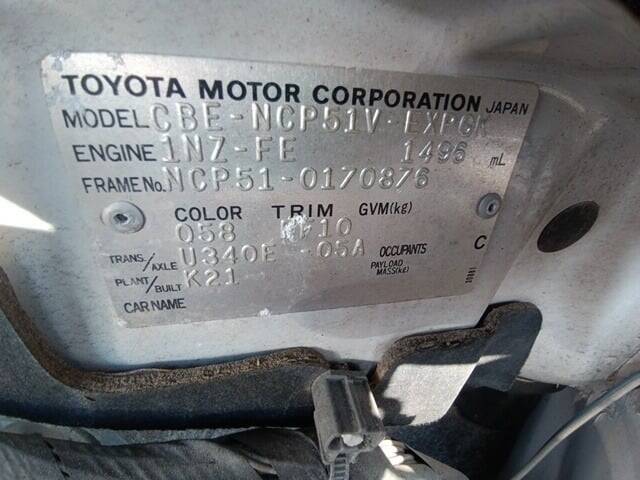 TOYOTA MOTOR CORPORATION JAPAN
MODEL CBE-NCP51V-EXPGK
ENGINE 1NZ-FE 1496 mL
FRAME No. NCP51-0170876
COLOR TRIM GVM(kg)
058 10
TRANS./AXLE U340E -05A OCCUPANTS C
PLANT/BUILT K21 PAYLOAD MASS(kg)
CAR NAME